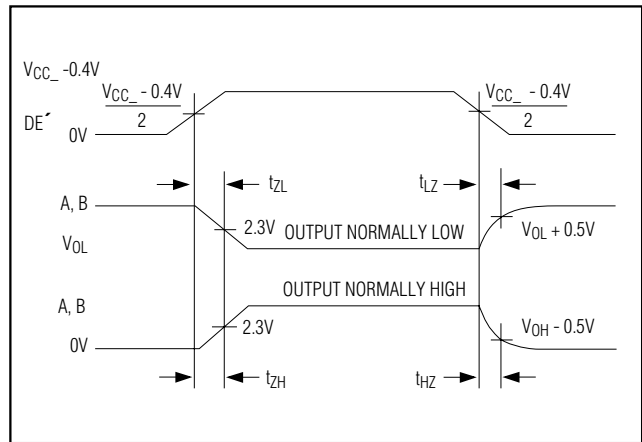 VCC_ -0.4V
VCC_ - 0.4V
2
VCC_ - 0.4V
2
DE´
0V
tZL
tLZ
A, B
2.3V
OUTPUT NORMALLY LOW
VOL + 0.5V
VOL
OUTPUT NORMALLY HIGH
A, B
2.3V
VOH - 0.5V
0V
tZH
tHZ